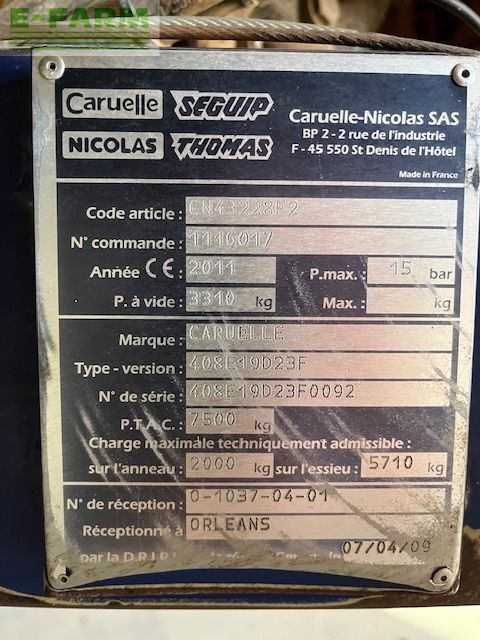 E-FARM
Caruelle SEGUIP
NICOLAS THOMAS
Caruelle-Nicolas SAS
BP 2 - 2 rue de l'industrie
F - 45 550 St Denis de l'Hôtel
Made in France
Code article : CN43228F2
N° commande : 1116017
Année CE : 2011 P.max. : 15 bar
P. à vide : 3310 kg Max. : kg
Marque : CARUELLE
Type - version : 408E19D23F
N° de série : 408E19D23F0092
P.T.A.C. : 7500 kg
Charge maximale techniquement admissible :
sur l'anneau : 2000 kg sur l'essieu : 5710 kg
N° de réception : 0-1037-04-01
Réceptionné à ORLEANS
par la D.R.I.R 07/04/09